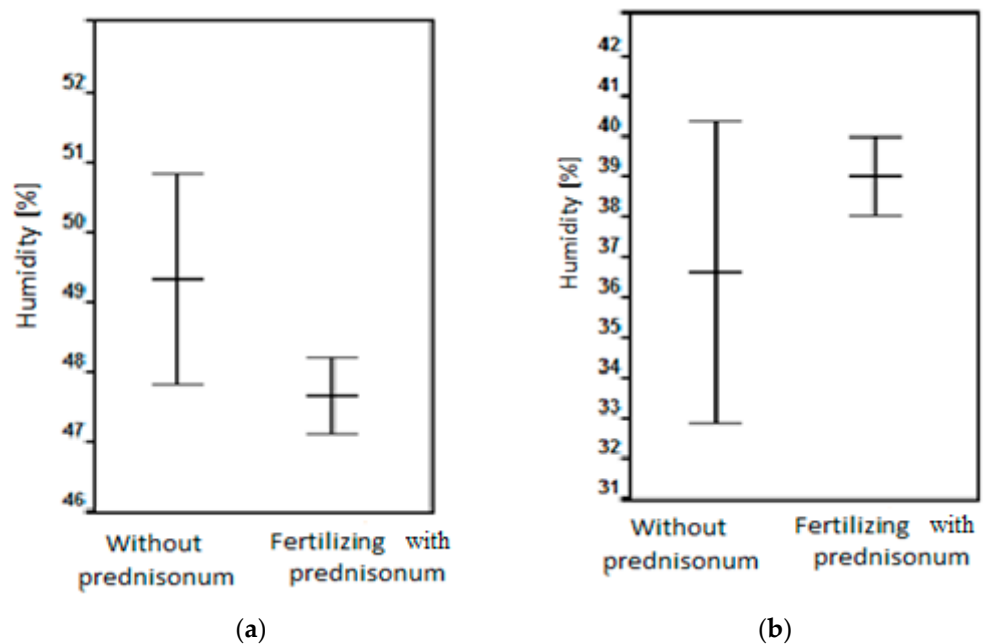 Humidity [%]
52
51
50
49
48
47
46
Without
prednisonum
Fertilizing with
prednisonum
(a)
Humidity [%]
42
41
40
39
38
37
36
35
34
33
32
31
Without
prednisonum
Fertilizing with
prednisonum
(b)